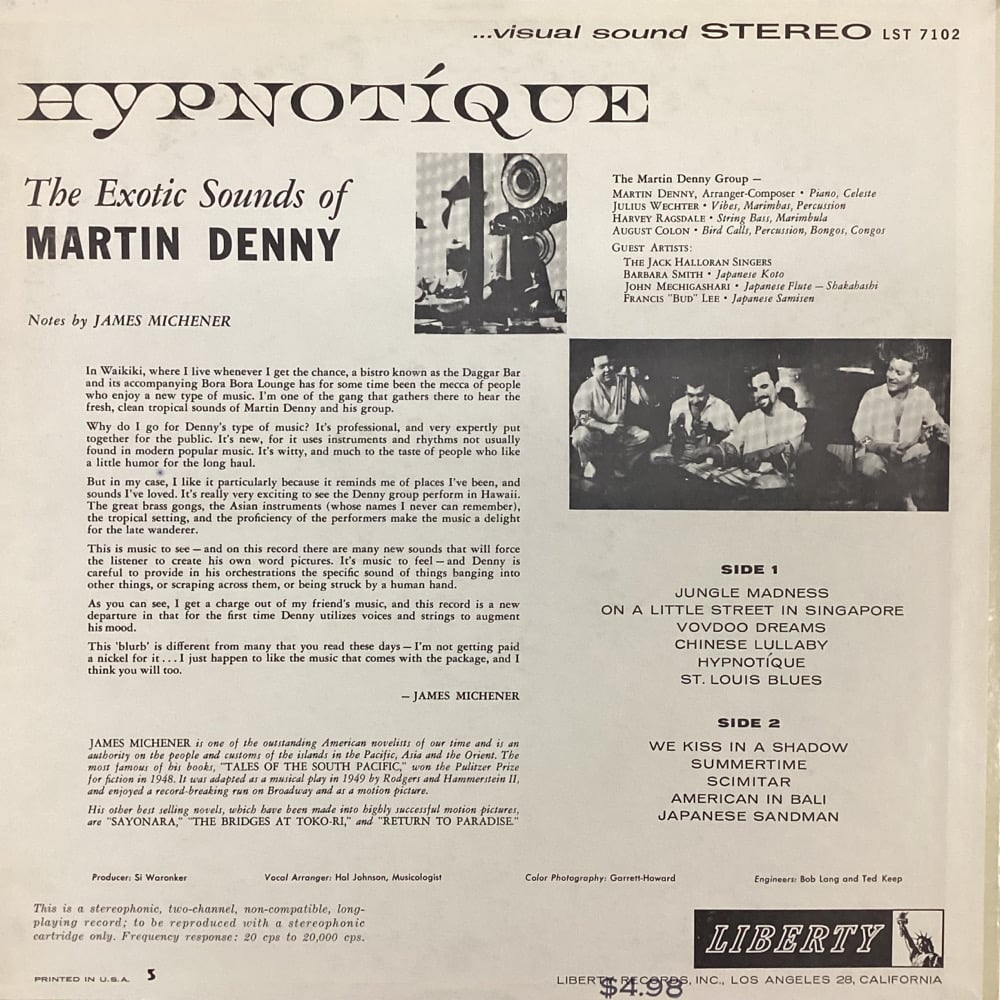 ...visual sound STEREO LST 7102
HYPNOTÍQUE
The Exotic Sounds of
MARTIN DENNY
Notes by JAMES MICHENER
The Martin Denny Group —
MARTIN DENNY, Arranger-Composer • Piano, Celeste
JULIUS WECHTER • Vibes, Marimbas, Percussion
HARVEY RAGSDALE • String Bass, Marimbula
AUGUST COLON • Bird Calls, Percussion, Bongos, Congos
GUEST ARTISTS:
THE JACK HALLORAN SINGERS
BARBARA SMITH • Japanese Koto
JOHN MECHIGASHARI • Japanese Flute — Shakahashi
FRANCIS "BUD" LEE • Japanese Samisen
In Waikiki, where I live whenever I get the chance, a bistro known as the Daggar Bar
and its accompanying Bora Bora Lounge has for some time been the mecca of people
who enjoy a new type of music. I'm one of the gang that gathers there to hear the
fresh, clean tropical sounds of Martin Denny and his group.
Why do I go for Denny's type of music? It's professional, and very expertly put
together for the public. It's new, for it uses instruments and rhythms not usually
found in modern popular music. It's witty, and much to the taste of people who like
a little humor for the long haul.
But in my case, I like it particularly because it reminds me of places I've been, and
sounds I've loved. It's really very exciting to see the Denny group perform in Hawaii.
The great brass gongs, the Asian instruments (whose names I never can remember),
the tropical setting, and the proficiency of the performers make the music a delight
for the late wanderer.
This is music to see — and on this record there are many new sounds that will force
the listener to create his own word pictures. It's music to feel — and Denny is
careful to provide in his orchestrations the specific sound of things banging into
other things, or scraping across them, or being struck by a human hand.
As you can see, I get a charge out of my friend's music, and this record is a new
departure in that for the first time Denny utilizes voices and strings to augment
his mood.
This 'blurb' is different from many that you read these days — I'm not getting paid
a nickel for it . . . I just happen to like the music that comes with the package, and I
think you will too.
— JAMES MICHENER
JAMES MICHENER is one of the outstanding American novelists of our time and is an
authority on the people and customs of the islands in the Pacific, Asia and the Orient. The
most famous of his books, "TALES OF THE SOUTH PACIFIC," won the Pulitzer Prize
for fiction in 1948. It was adapted as a musical play in 1949 by Rodgers and Hammerstein II,
and enjoyed a record-breaking run on Broadway and as a motion picture.
His other best selling novels, which have been made into highly successful motion pictures,
are "SAYONARA," "THE BRIDGES AT TOKO-RI," and "RETURN TO PARADISE."
SIDE 1
JUNGLE MADNESS
ON A LITTLE STREET IN SINGAPORE
VOVDOO DREAMS
CHINESE LULLABY
HYPNOTÍQUE
ST. LOUIS BLUES
SIDE 2
WE KISS IN A SHADOW
SUMMERTIME
SCIMITAR
AMERICAN IN BALI
JAPANESE SANDMAN
Producer: Si Waronker Vocal Arranger: Hal Johnson, Musicologist Color Photography: Garrett-Howard Engineers: Bob Lang and Ted Keep
This is a stereophonic, two-channel, non-compatible, long-
playing record; to be reproduced with a stereophonic
cartridge only. Frequency response: 20 cps to 20,000 cps.
LIBERTY
PRINTED IN U.S.A. 5
LIBERTY RECORDS, INC., LOS ANGELES 28, CALIFORNIA
$4.98